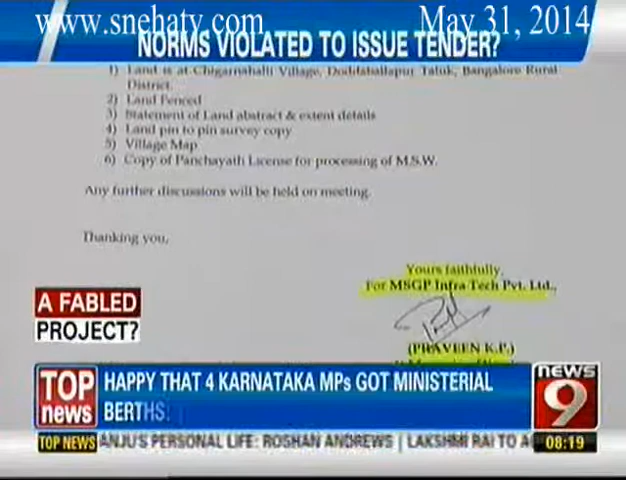 www.snehatv.com
May 31, 2014
NORMS VIOLATED TO ISSUE TENDER?
1) Land is at Chigarnahalli Village, Doddaballapur Taluk, Bangalore Rural
District.
2) Land Fenced
3) Statement of Land abstract & extent details
4) Land pin to pin survey copy
5) Village Map
6) Copy of Panchayath License for processing of M.S.W.
Any further discussions will be held on meeting.
Thanking you,
Yours faithfully,
For MSGP Infra Tech Pvt. Ltd.,
(PRAVEEN K.P.)
A FABLED
PROJECT?
TOP
news
HAPPY THAT 4 KARNATAKA MPs GOT MINISTERIAL
BERTHS.
NEWS
9
TOP NEWS
ANJU'S PERSONAL LIFE: ROSHAN ANDREWS | LAKSHMI RAI TO A
08:19